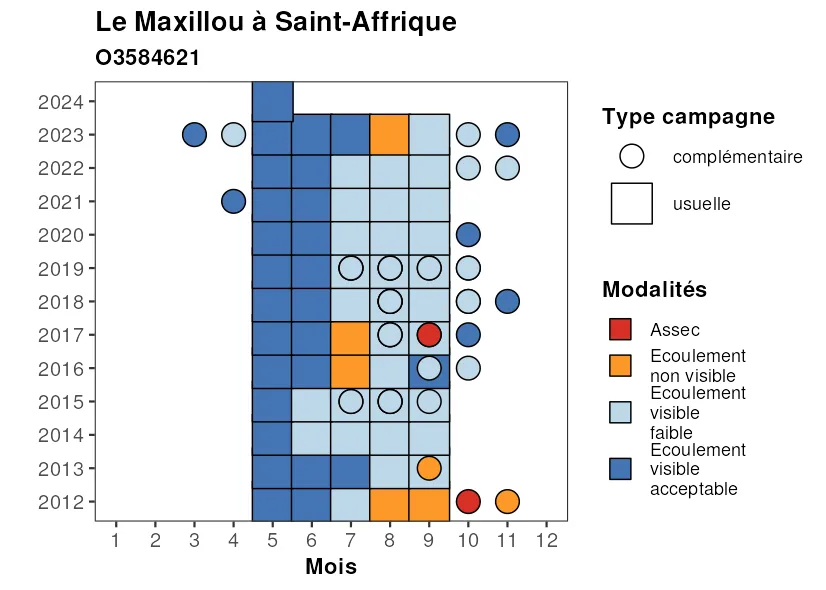 Le Maxillou à Saint-Affrique
O3584621
2024
2023
2022
2021
2020
2019
2018
2017
2016
2015
2014
2013
2012
1 2 3 4 5 6 7 8 9 10 11 12
Mois
Type campagne
complémentaire
usuelle
Modalités
Assec
Ecoulement
non visible
Ecoulement
visible
faible
Ecoulement
visible
acceptable